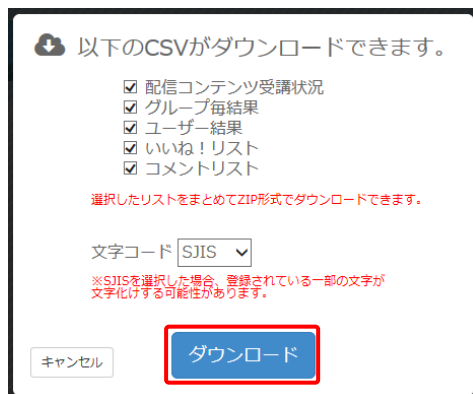 以下のCSVがダウンロードできます。
配信コンテンツ受講状況
グループ毎結果
ユーザー結果
いいね！リスト
コメントリスト
選択したリストをまとめてZIP形式でダウンロードできます。
文字コード SJIS
※SJISを選択した場合、登録されている一部の文字が
文字化けする可能性があります。
キャンセル ダウンロード